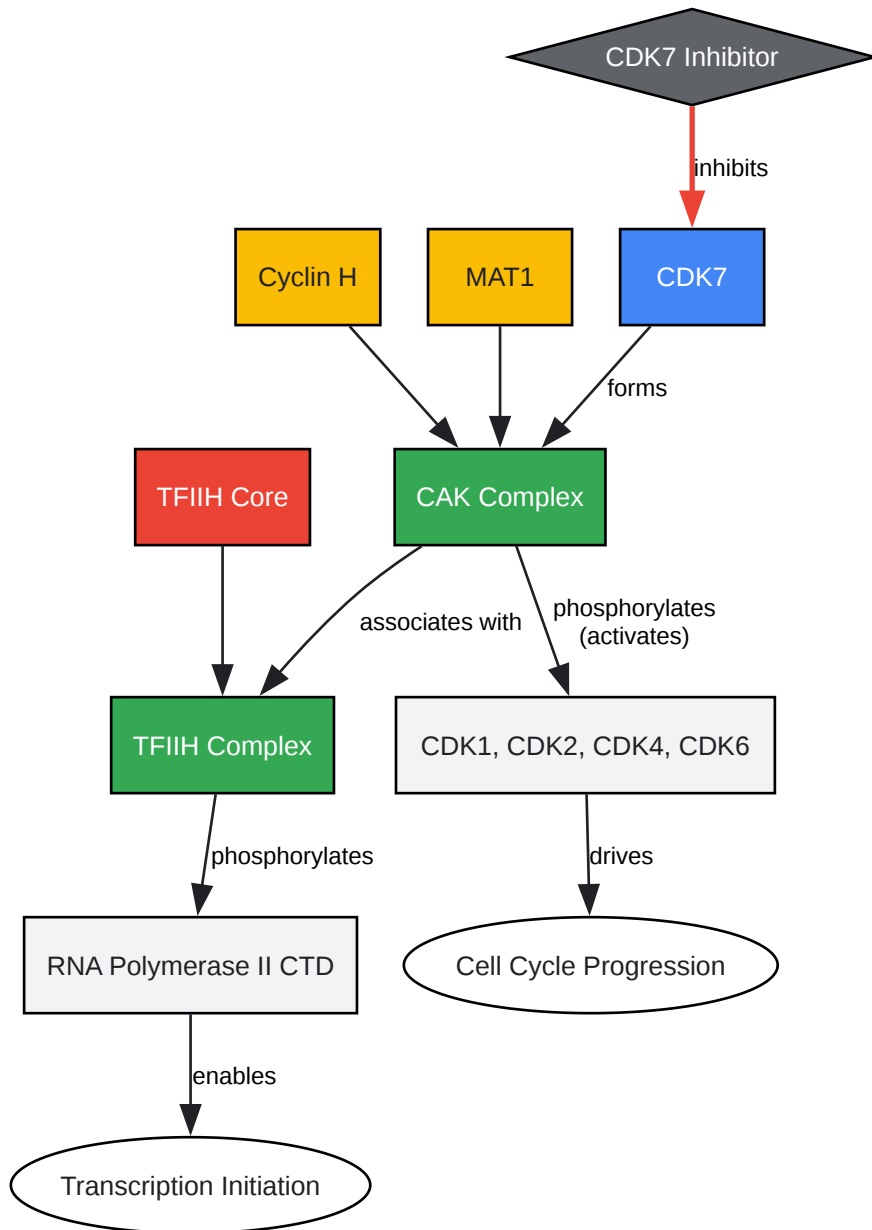 CDK7 Inhibitor
inhibits
Cyclin H
MAT1
CDK7
forms
TFIIH Core
CAK Complex
associates with
phosphorylates
(activates)
TFIIH Complex
CDK1, CDK2, CDK4, CDK6
phosphorylates
drives
RNA Polymerase II CTD
Cell Cycle Progression
enables
Transcription Initiation